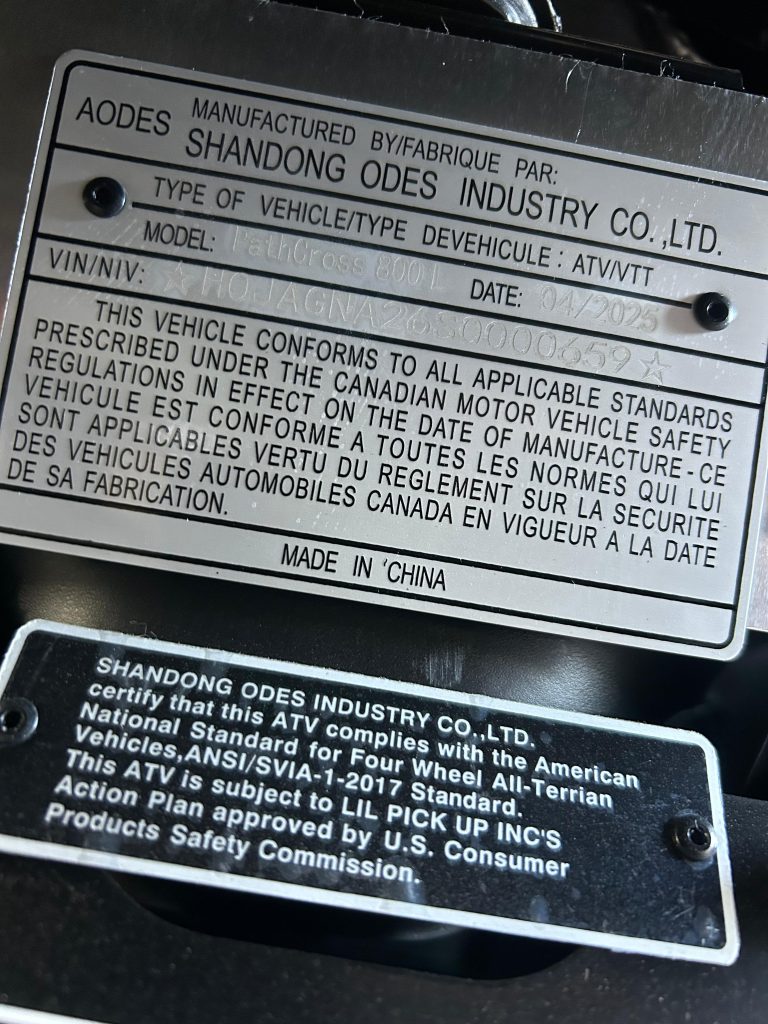 AODES MANUFACTURED BY/FABRIQUE PAR:
SHANDONG ODES INDUSTRY CO.,LTD.
TYPE OF VEHICLE/TYPE DEVEHICULE : ATV/VTT
MODEL: PathCross 800 L DATE: 04/2025
VIN/NIV: ☆H0JAGNA26S0000659☆
THIS VEHICLE CONFORMS TO ALL APPLICABLE STANDARDS
PRESCRIBED UNDER THE CANADIAN MOTOR VEHICLE SAFETY
REGULATIONS IN EFFECT ON THE DATE OF MANUFACTURE-CE
VEHICULE EST CONFORME A TOUTES LES NORMES QUI LUI
SONT APPLICABLES VERTU DU REGLEMENT SUR LA SECURITE
DES VEHICULES AUTOMOBILES CANADA EN VIGUEUR A LA DATE
DE SA FABRICATION.
MADE IN CHINA
SHANDONG ODES INDUSTRY CO.,LTD.
certify that this ATV complies with the American
National Standard for Four Wheel All-Terrian
Vehicles,ANSI/SVIA-1-2017 Standard.
This ATV is subject to LIL PICK UP INC'S
Action Plan approved by U.S. Consumer
Products Safety Commission.